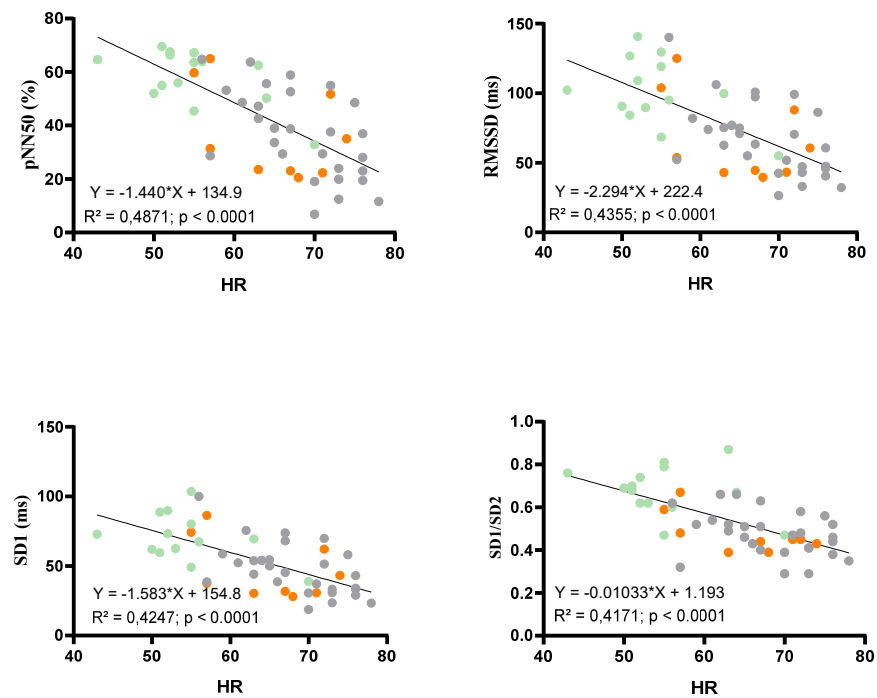 80
60
40
20
0
pNN50 (%)
Y = -1.440*X + 134.9
R² = 0,4871; p < 0.0001
40 50 60 70 80
HR
150
100
50
0
RMSSD (ms)
Y = -2.294*X + 222.4
R² = 0,4355; p < 0.0001
40 50 60 70 80
HR
150
100
50
0
SD1 (ms)
Y = -1.583*X + 154.8
R² = 0,4247; p < 0.0001
40 50 60 70 80
HR
1.0
0.8
0.6
0.4
0.2
0.0
SD1/SD2
Y = -0.01033*X + 1.193
R² = 0,4171; p < 0.0001
40 50 60 70 80
HR